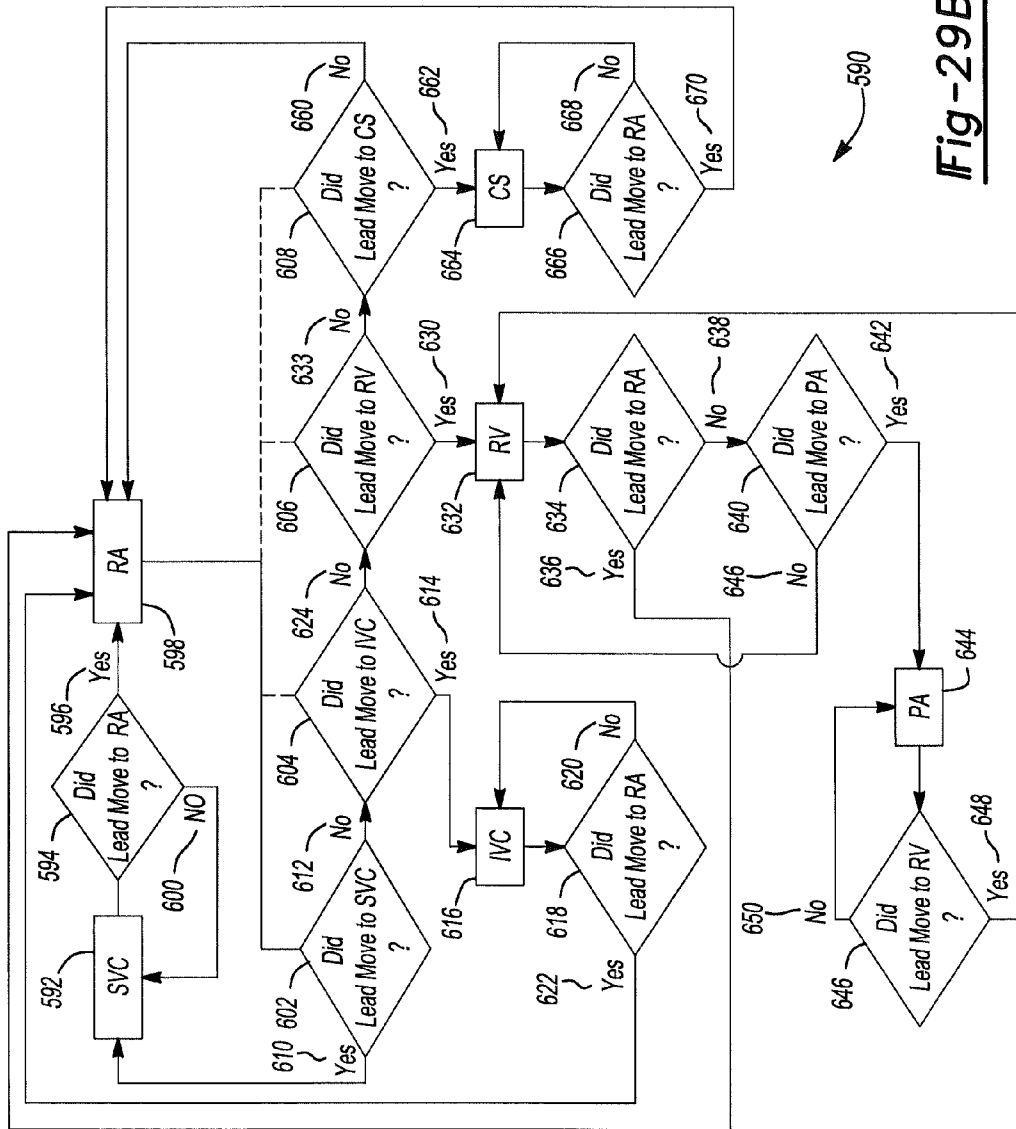 592
SVC
594
Did
Lead Move to RA
?
596
Yes
NO
600
RA
598
602
Did
Lead Move to SVC
?
610
Yes
612
No
604
Did
Lead Move to IVC
?
624
No
614
Yes
606
Did
Lead Move to RV
?
633
No
630
Yes
608
Did
Lead Move to CS
?
660
No
662
Yes
616
IVC
618
Did
Lead Move to RA
?
620
No
622
Yes
632
RV
634
Did
Lead Move to RA
?
636
Yes
638
No
640
Did
Lead Move to PA
?
646
No
642
Yes
664
CS
666
Did
Lead Move to RA
?
668
No
670
Yes
PA
644
646
Did
Lead Move to RV
?
650
No
648
Yes
590
Fig-29B